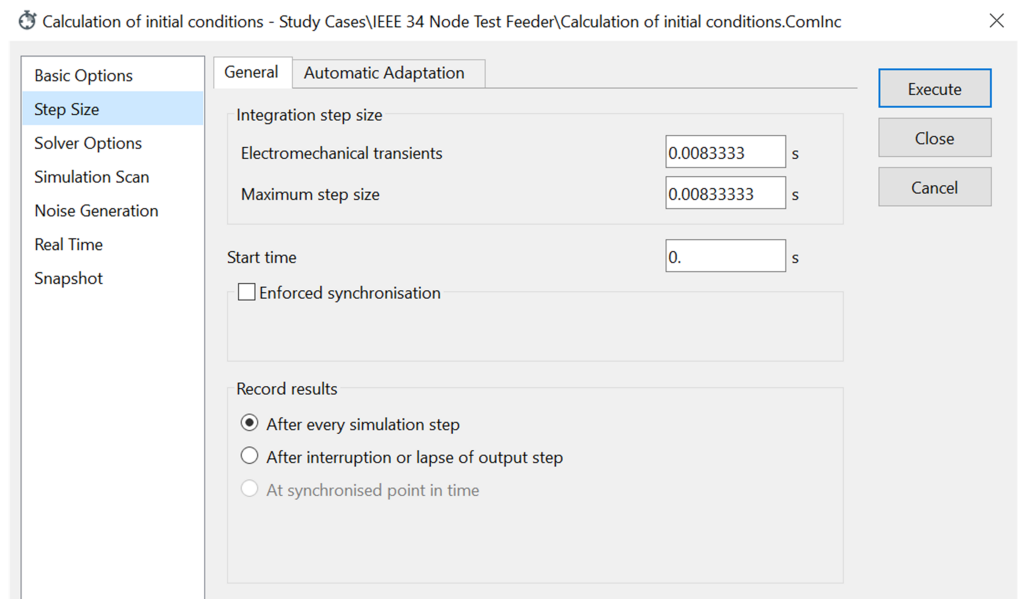 Calculation of initial conditions - Study Cases\IEEE 34 Node Test Feeder\Calculation of initial conditions.ComInc
Basic Options
Step Size
Solver Options
Simulation Scan
Noise Generation
Real Time
Snapshot
General
Automatic Adaptation
Integration step size
Electromechanical transients 0.0083333 s
Maximum step size 0.00833333 s
Start time 0. s
Enforced synchronisation
Record results
After every simulation step
After interruption or lapse of output step
At synchronised point in time
Execute
Close
Cancel